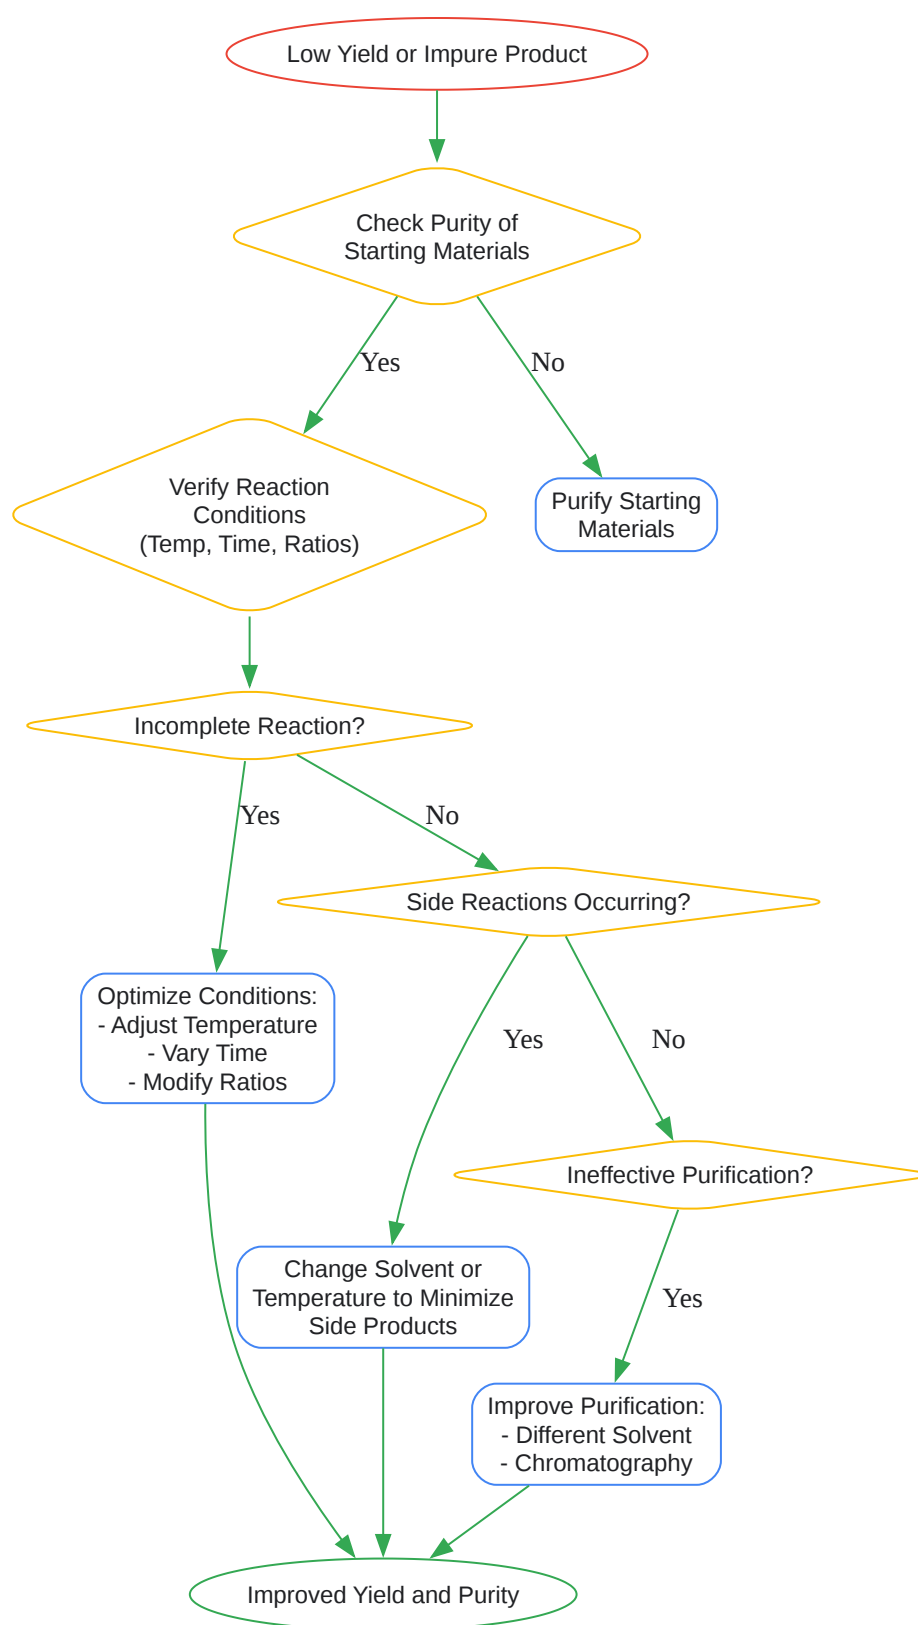 Low Yield or Impure Product
Check Purity of
Starting Materials
Yes
No
Verify Reaction
Conditions
(Temp, Time, Ratios)
Purify Starting
Materials
Incomplete Reaction?
Yes
No
Side Reactions Occurring?
Optimize Conditions:
- Adjust Temperature
- Vary Time
- Modify Ratios
Yes
No
Ineffective Purification?
Change Solvent or
Temperature to Minimize
Side Products
Yes
Improve Purification:
- Different Solvent
- Chromatography
Improved Yield and Purity